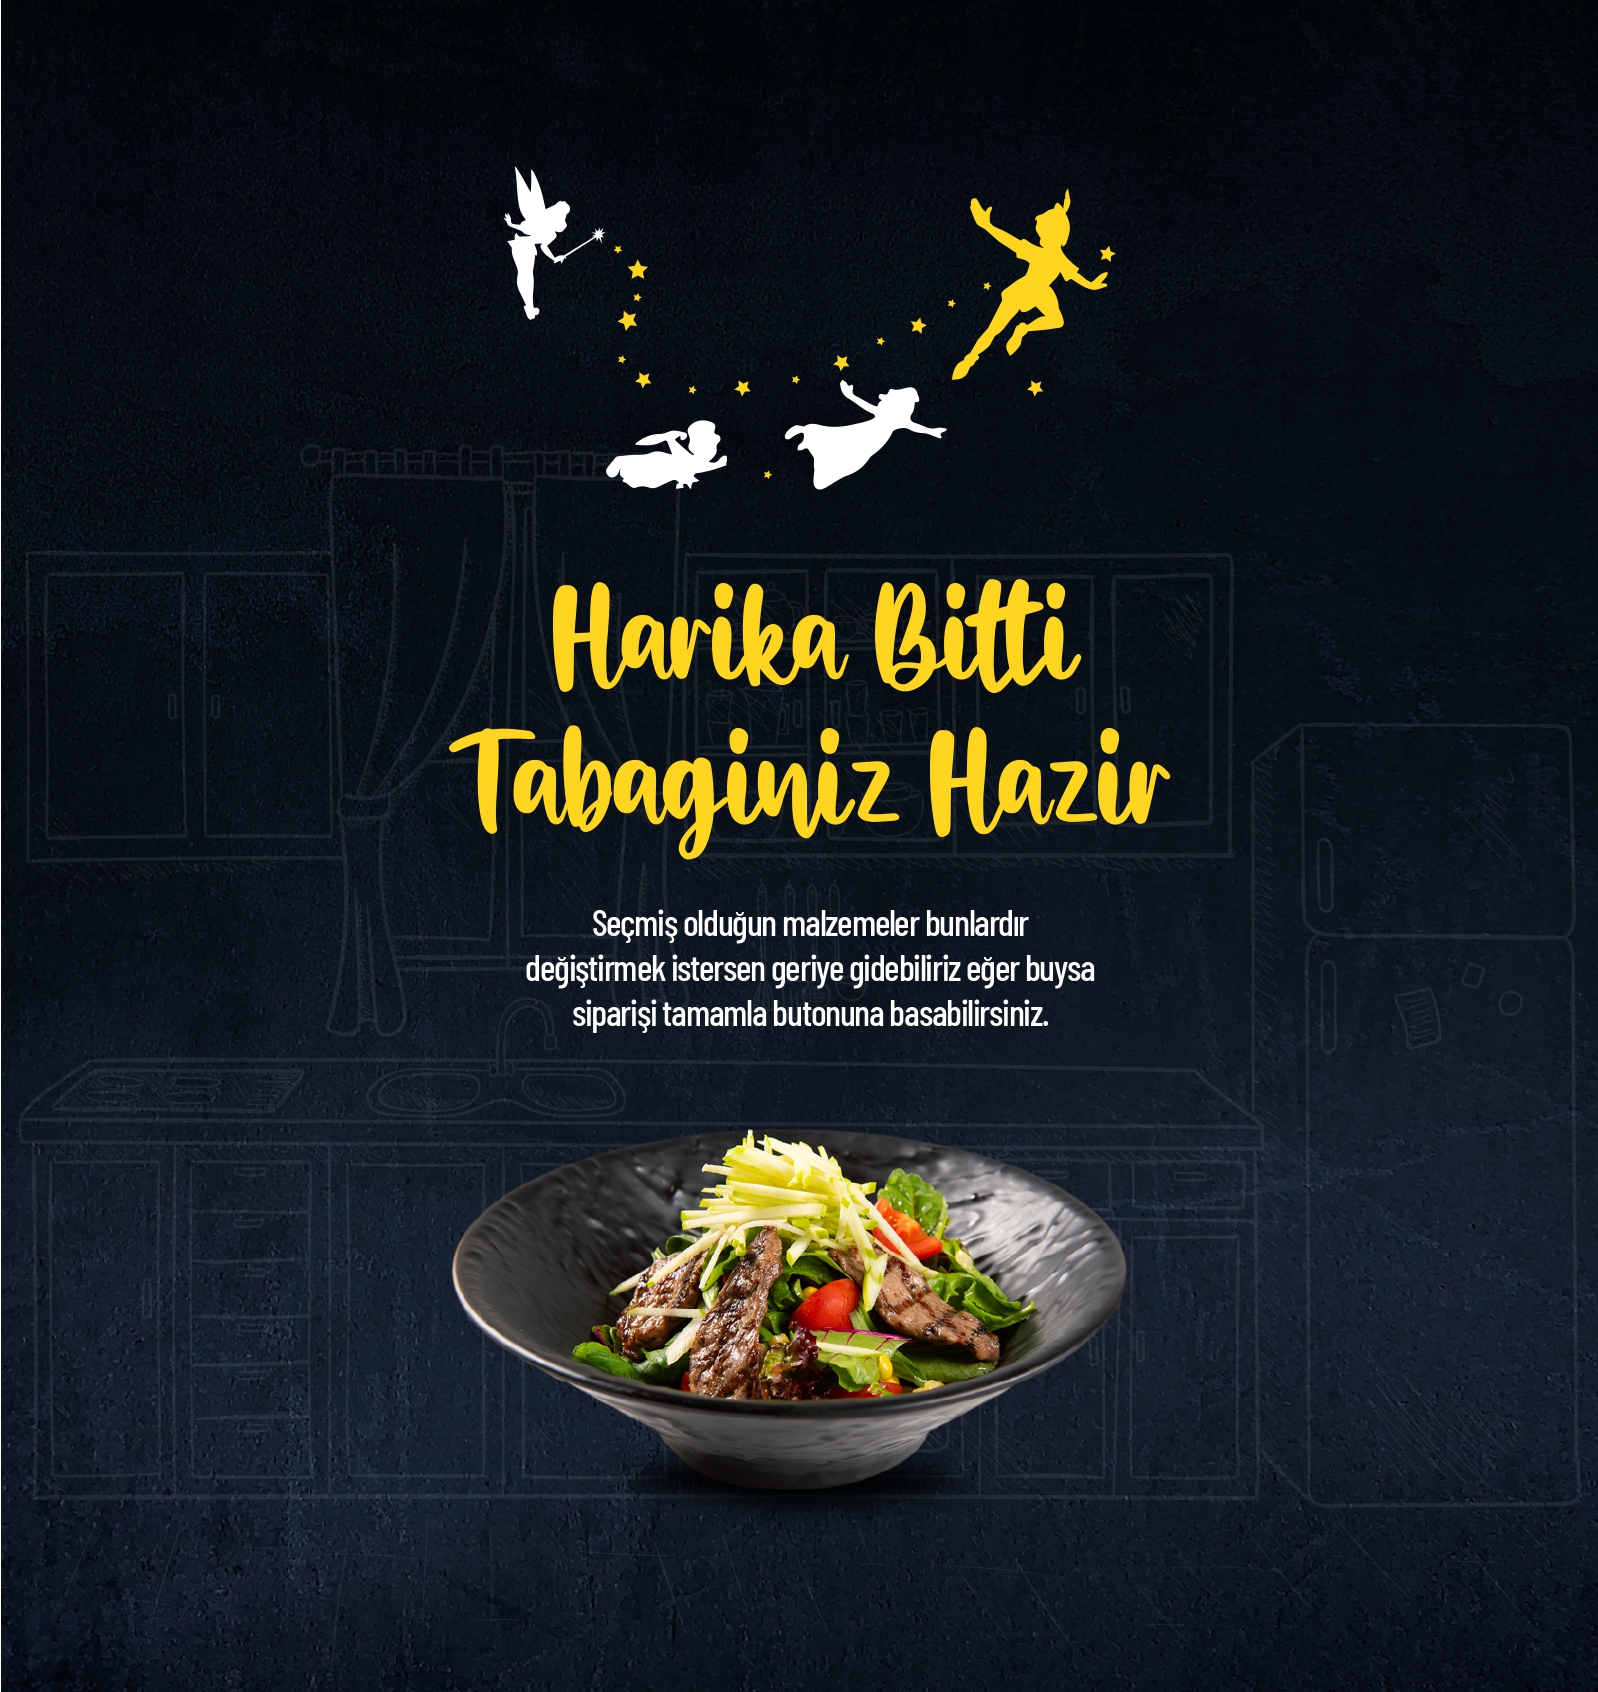 Harika Bitti
Tabaginiz Hazir
Seçmiş olduğun malzemeler bunlardır
değiştirmek istersen geriye gidebiliriz eğer buysa
siparişi tamamla butonuna basabilirsiniz.